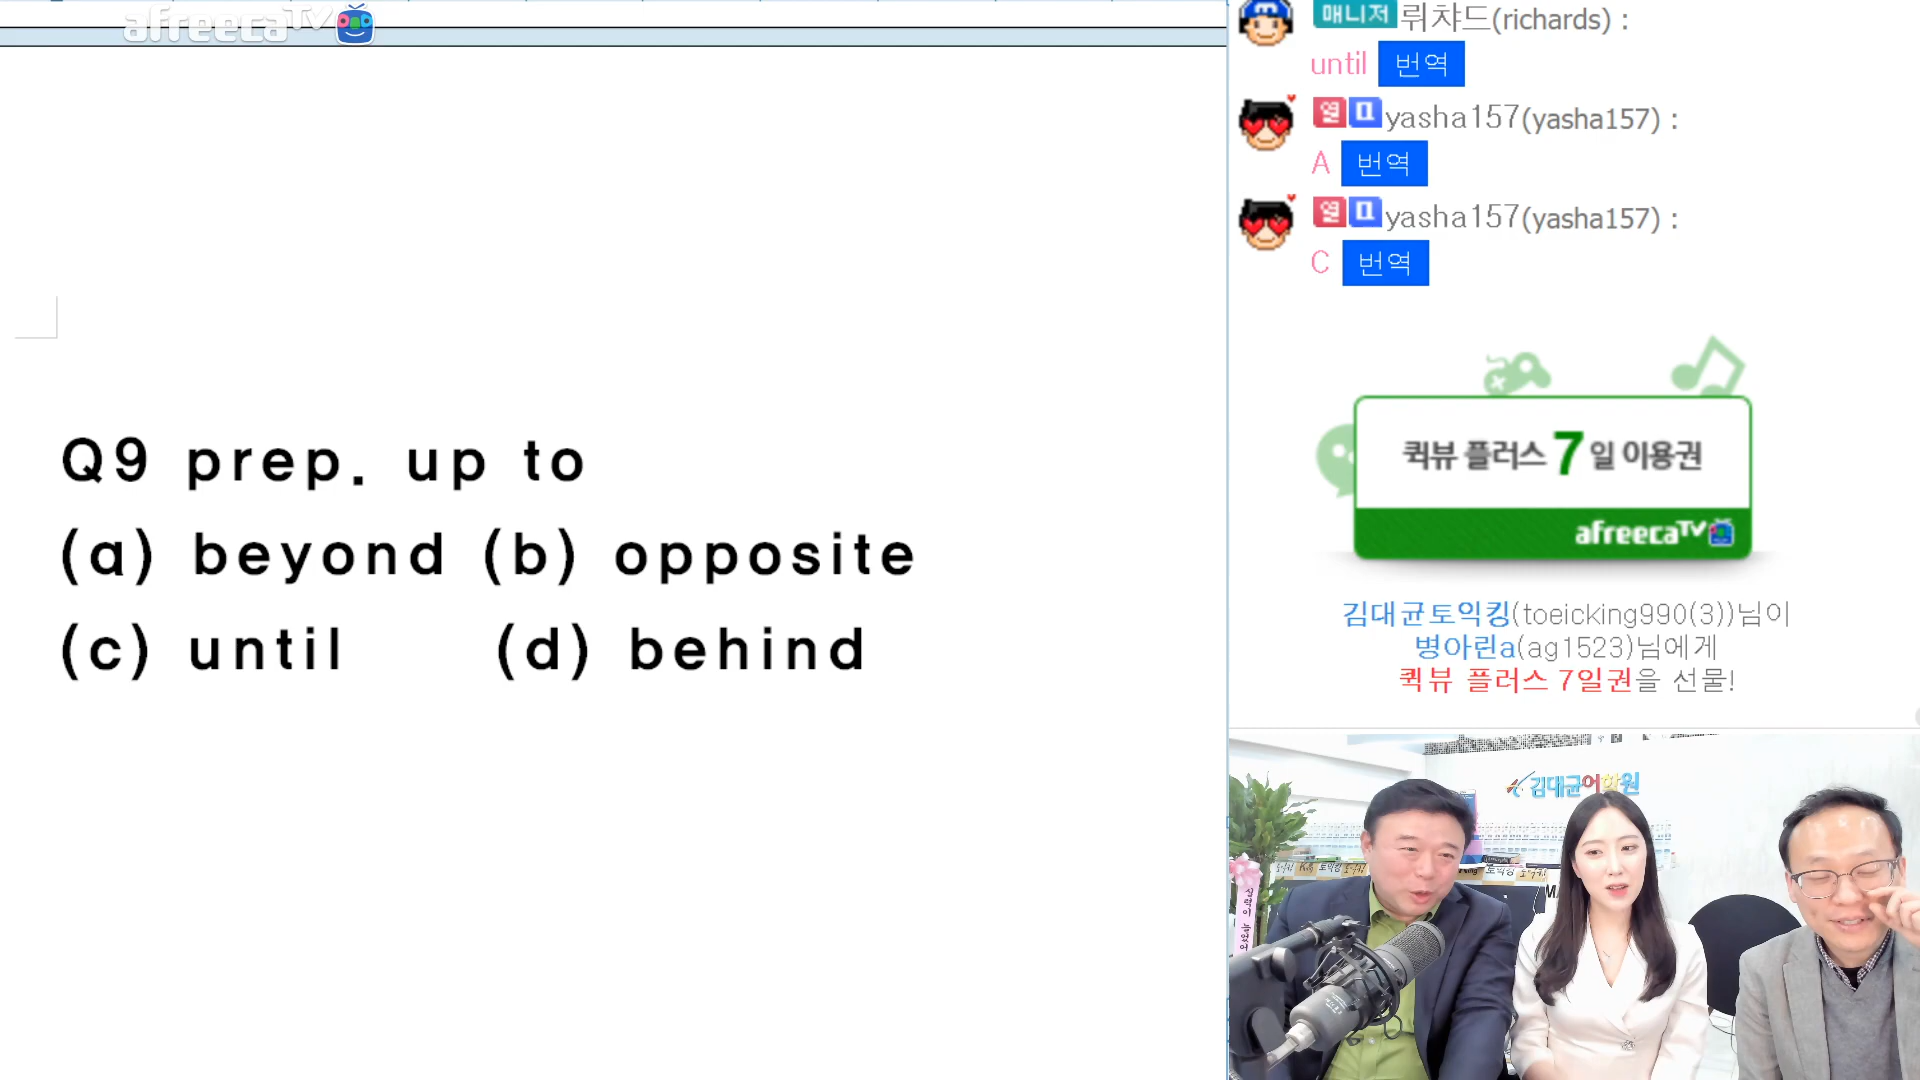 afreecaTV
Q9 prep. up to
(a) beyond (b) opposite
(c) until (d) behind
매니저 뤼챠드(richards) :
until 번역
열 yasha157(yasha157) :
A 번역
열 yasha157(yasha157) :
C 번역
퀵뷰 플러스 7일 이용권
afreecaTV
김대균토익킹(toeicking990(3))님이
병아린a(ag1523)님에게
퀵뷰 플러스 7일권을 선물!
김대균어학원